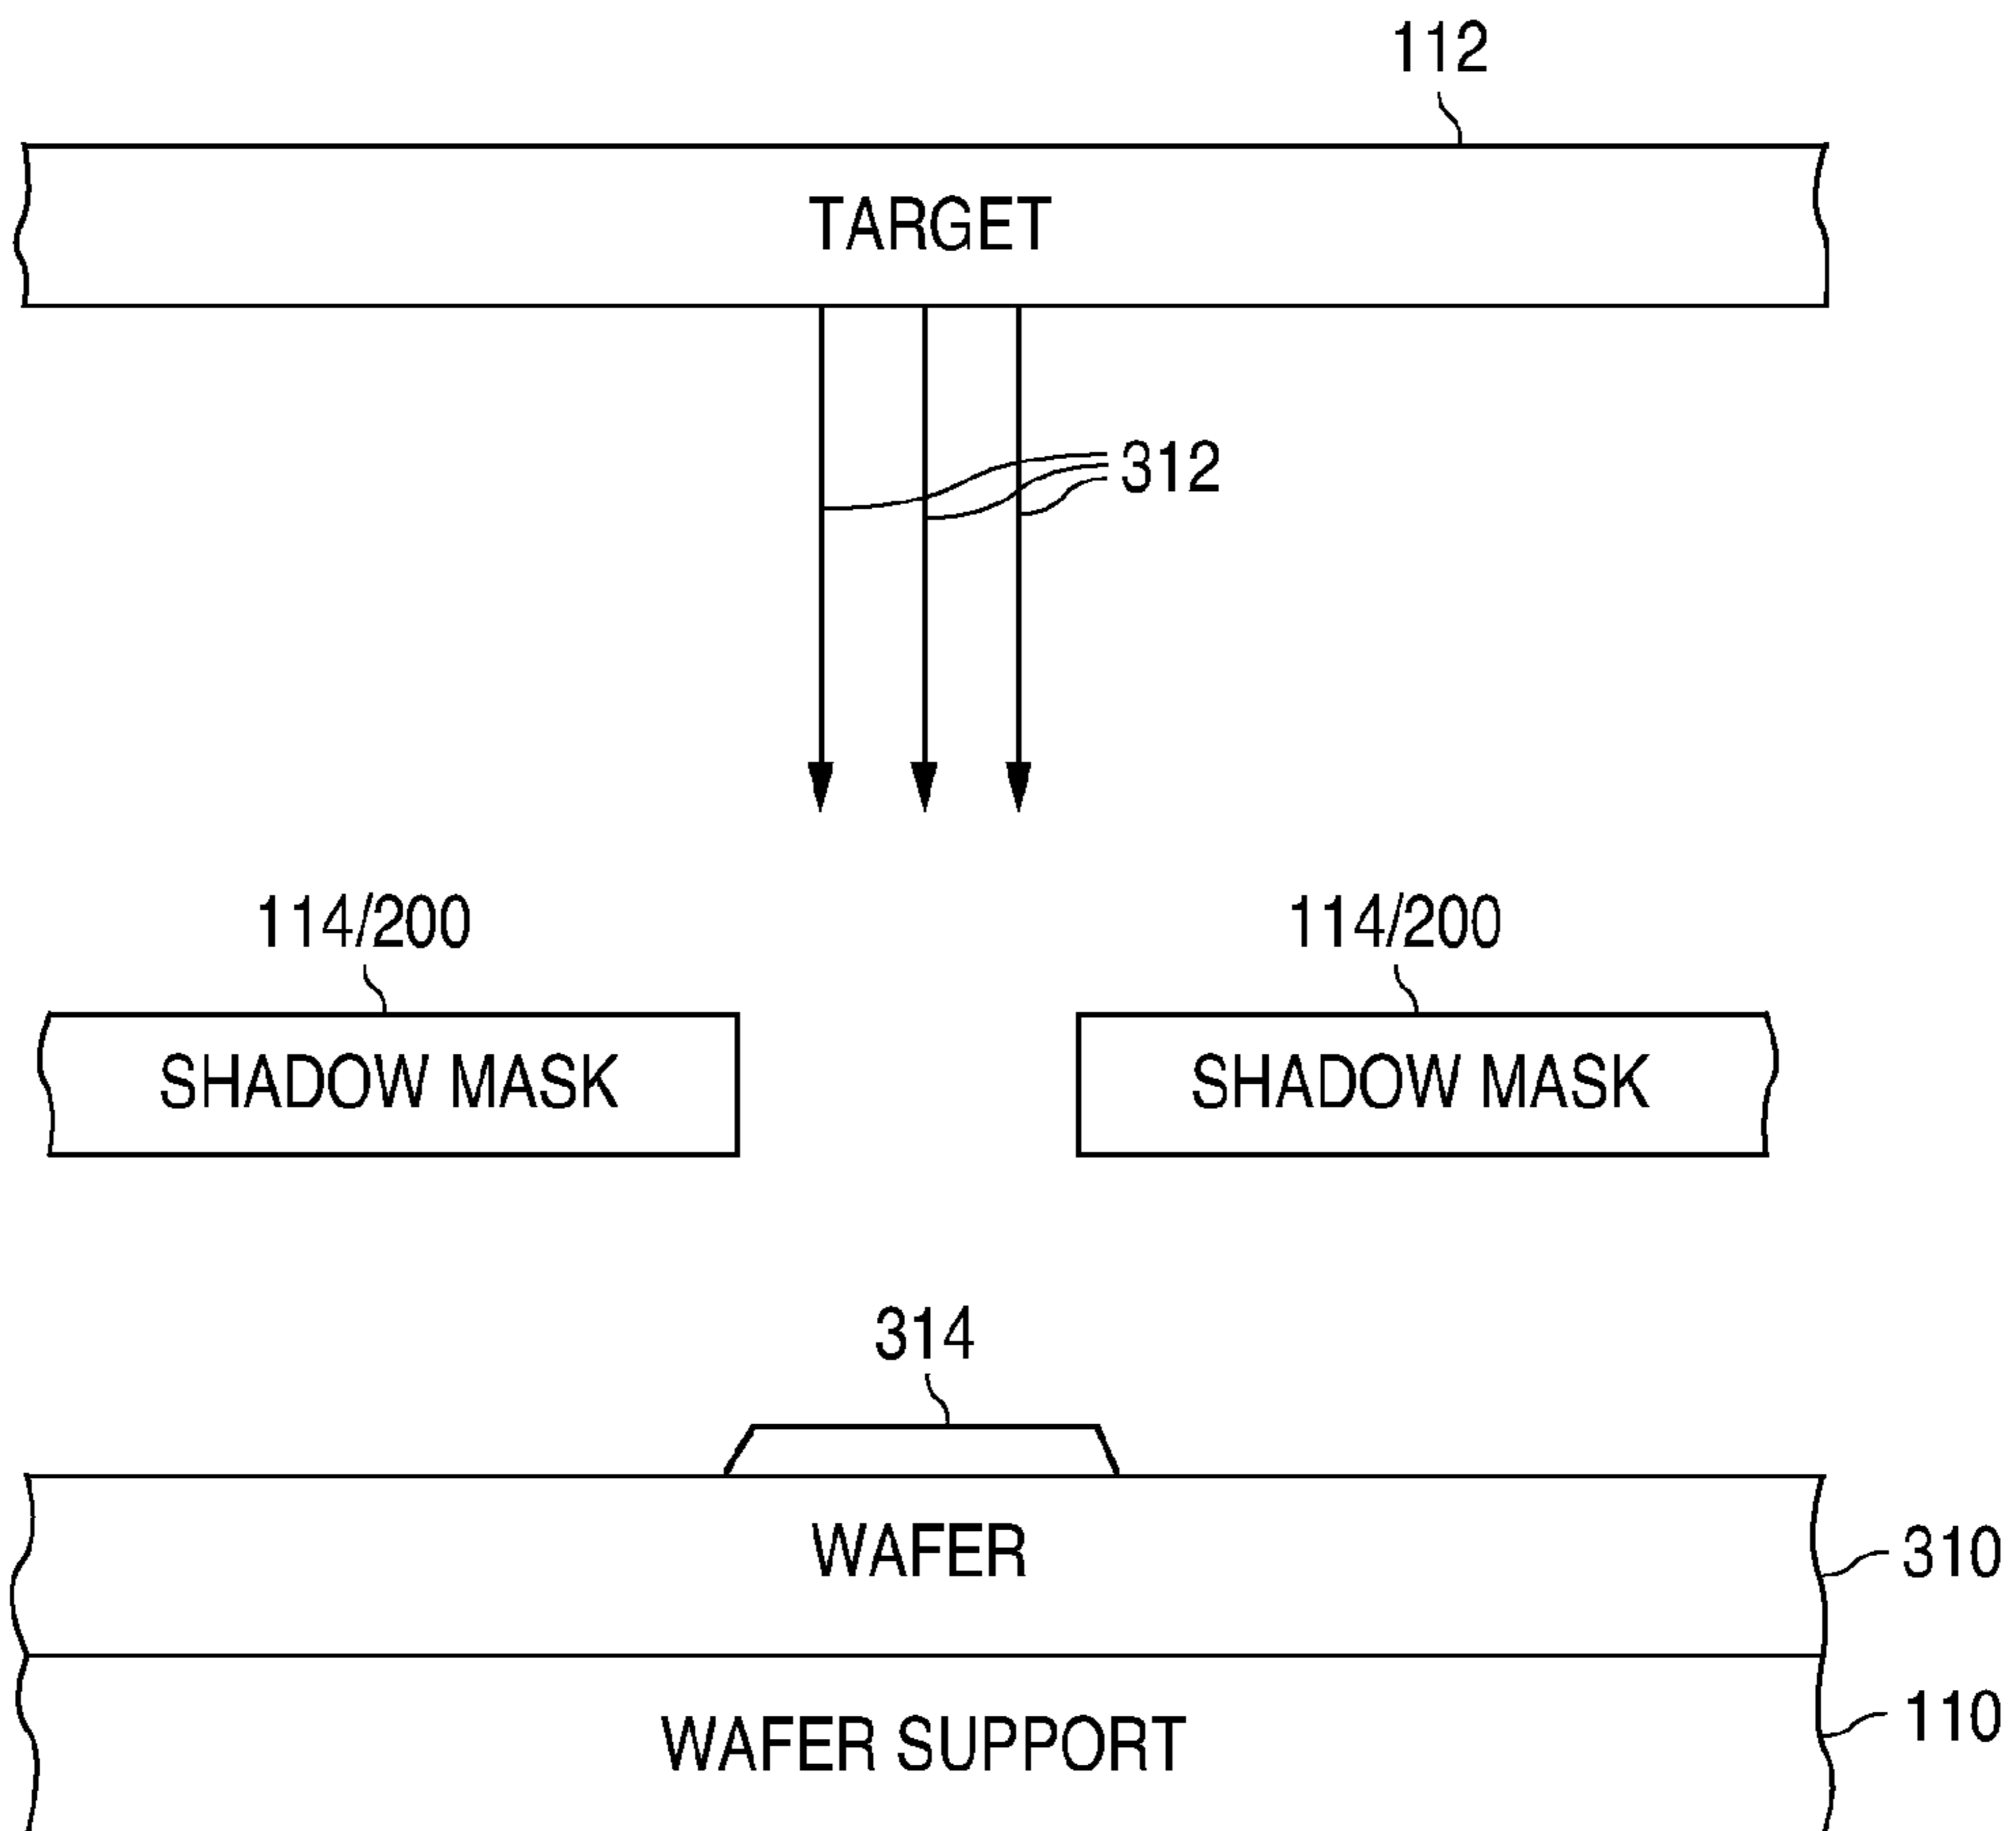 112
TARGET
312
114/200
114/200
SHADOW MASK
SHADOW MASK
314
WAFER
310
WAFER SUPPORT
110